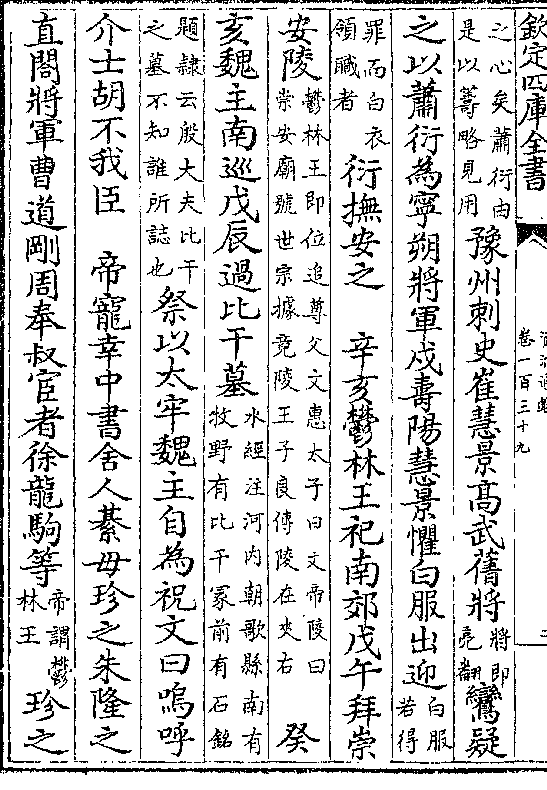 欽定四庫全書
卷一百三十九
之心矣蕭衍由是以籌略見用豫州刺史崔慧景髙武舊將將即亮翻鸞疑
之以蕭衍為寧朔將軍戍壽陽慧景懼白服出迎白服若得
罪而白衣領職者衍撫安之 辛亥鬱林王祀南郊戊午拜崇
安陵鬱林王即位追尊父文惠太子曰文帝陵曰崇安廟號世宗據竟陵王子良傳陵在夾右 癸
亥魏主南巡戊辰過比干墓水經注河内朝歌縣南有牧野有比干冢前有石銘
題隸云殷大夫比干之墓不知誰所誌也祭以太牢魏主自為祝文曰嗚呼
介士胡不我臣 帝寵幸中書舍人綦毋珍之朱隆之
直閤將軍曹道剛周奉叔宦者徐龍駒等帝謂鬱林王珍之